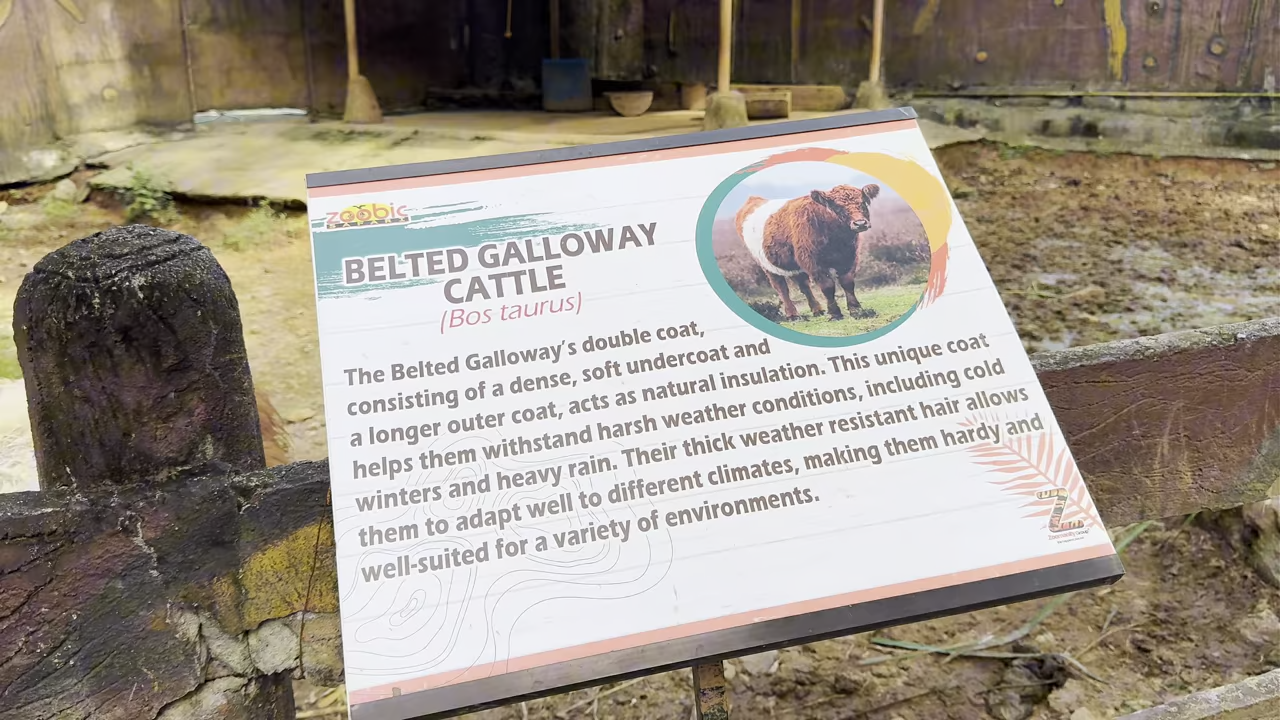 zoobic
SAFARI
BELTED GALLOWAY
CATTLE
(Bos taurus)
The Belted Galloway's double coat,
consisting of a dense, soft undercoat and
a longer outer coat, acts as natural insulation. This unique coat
helps them withstand harsh weather conditions, including cold
winters and heavy rain. Their thick weather resistant hair allows
them to adapt well to different climates, making them hardy and
well-suited for a variety of environments.
Z